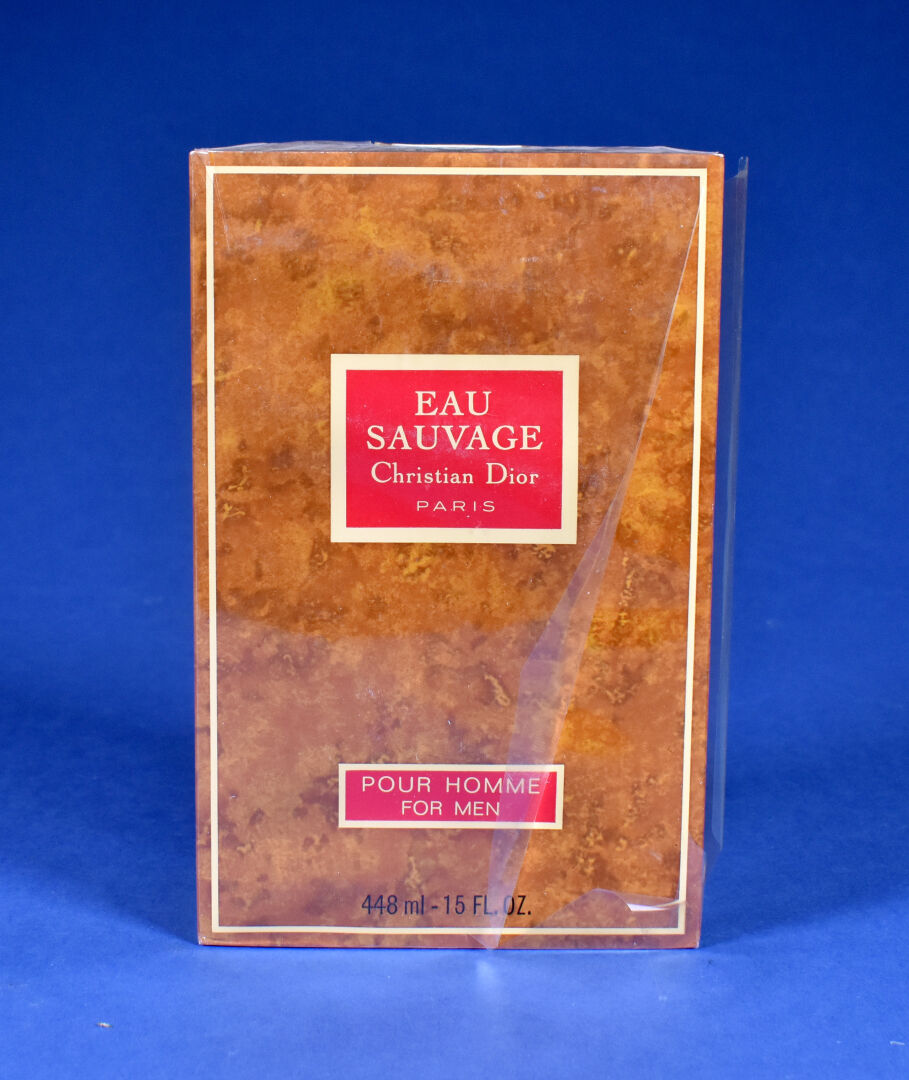 EAU
SAUVAGE
Christian Dior
PARIS
POUR HOMME
FOR MEN
448 ml - 15 FL. OZ.